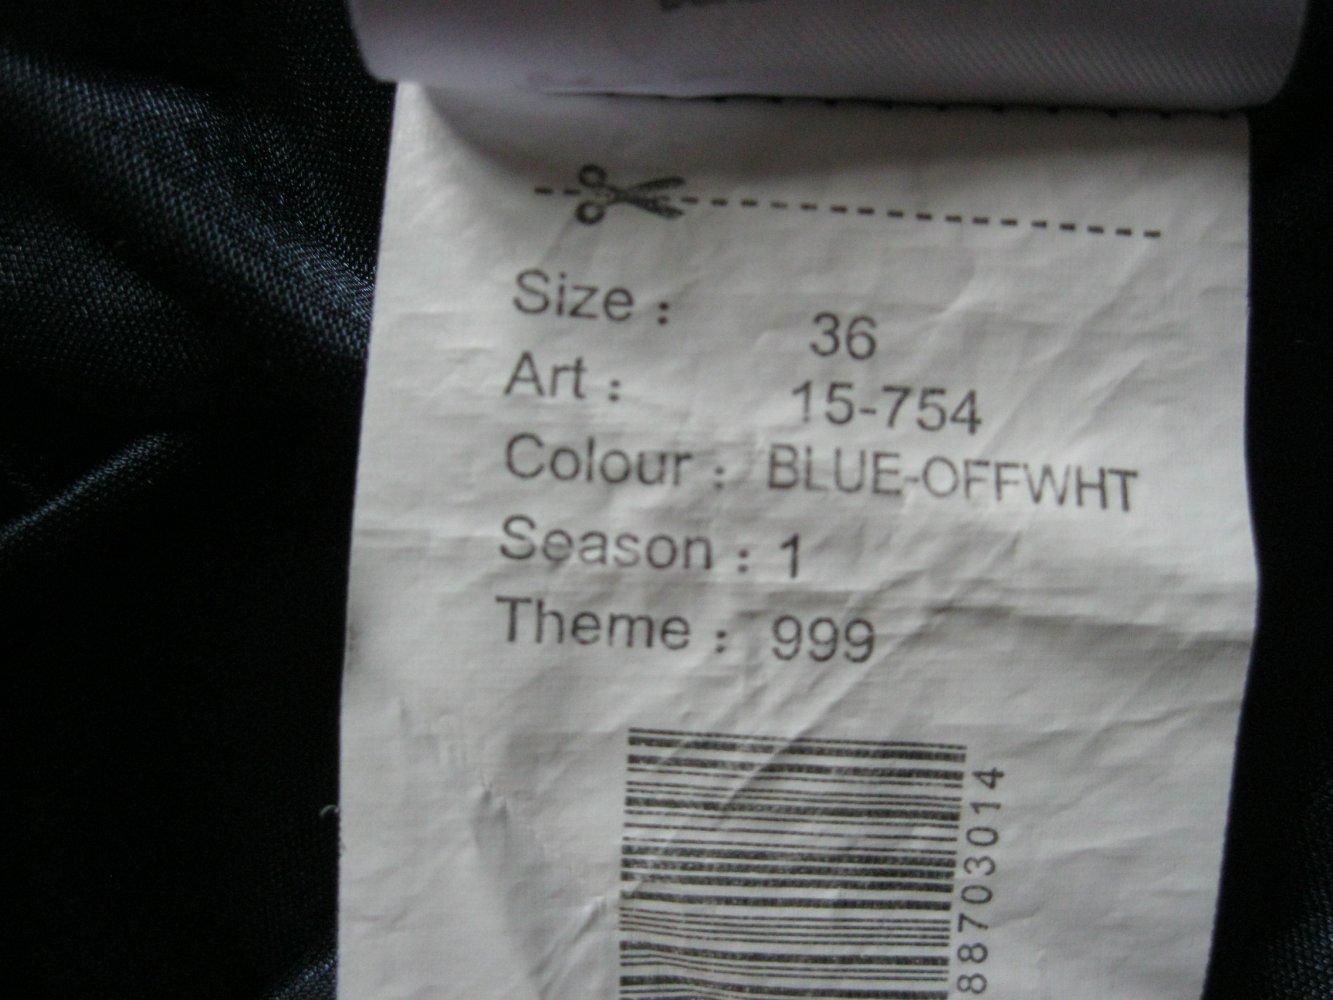 Size : 36
Art : 15-754
Colour : BLUE-OFFWHT
Season : 1
Theme : 999
88703014